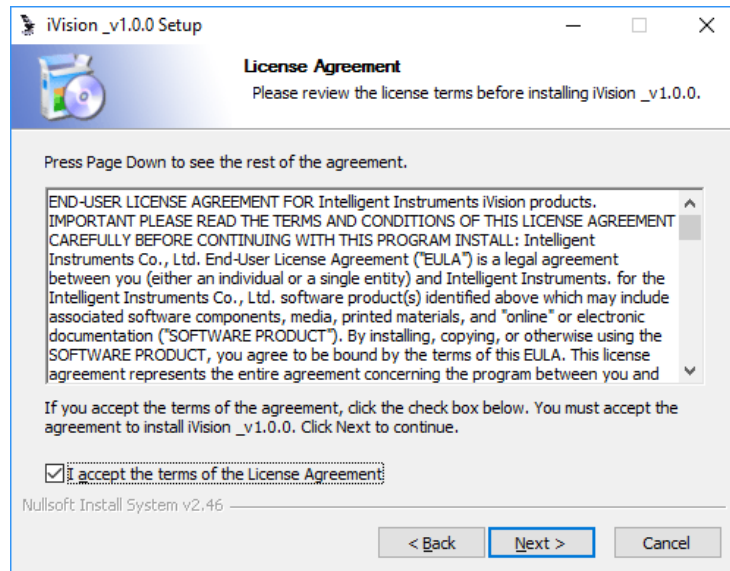 iVision _v1.0.0 Setup
License Agreement
Please review the license terms before installing iVision _v1.0.0.
Press Page Down to see the rest of the agreement.
END-USER LICENSE AGREEMENT FOR Intelligent Instruments iVision products.
IMPORTANT PLEASE READ THE TERMS AND CONDITIONS OF THIS LICENSE AGREEMENT
CAREFULLY BEFORE CONTINUING WITH THIS PROGRAM INSTALL: Intelligent
Instruments Co., Ltd. End-User License Agreement ("EULA") is a legal agreement
between you (either an individual or a single entity) and Intelligent Instruments. for the
Intelligent Instruments Co., Ltd. software product(s) identified above which may include
associated software components, media, printed materials, and "online" or electronic
documentation ("SOFTWARE PRODUCT"). By installing, copying, or otherwise using the
SOFTWARE PRODUCT, you agree to be bound by the terms of this EULA. This license
agreement represents the entire agreement concerning the program between you and
If you accept the terms of the agreement, click the check box below. You must accept the
agreement to install iVision _v1.0.0. Click Next to continue.
I accept the terms of the License Agreement
Nullsoft Install System v2.46
< Back Next > Cancel